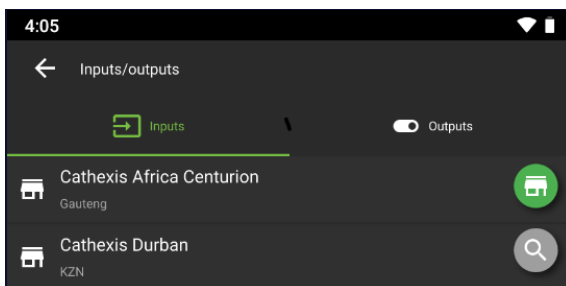 4:05
Inputs/outputs
Inputs
Outputs
Cathexis Africa Centurion
Gauteng
Cathexis Durban
KZN